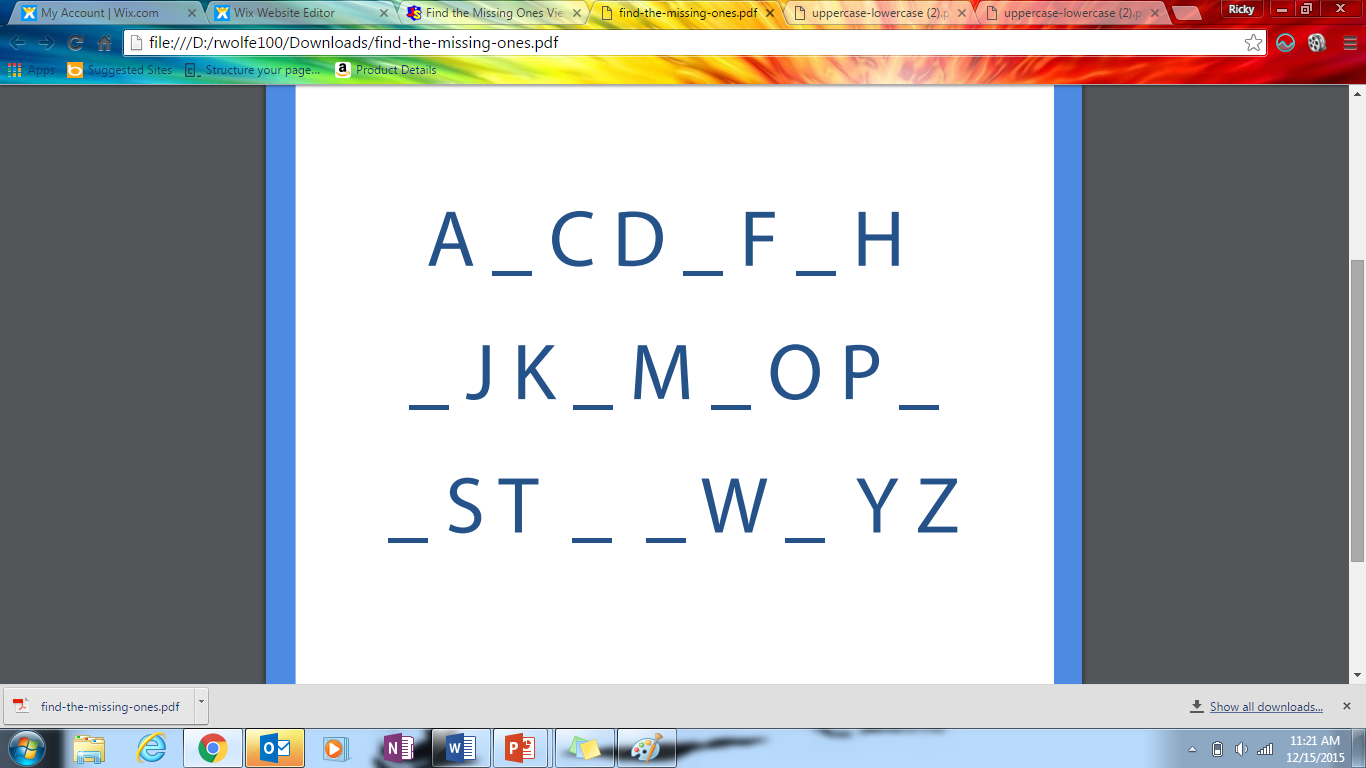 My Account | Wix.com
Wix Website Editor
Find the Missing Ones Vie
find-the-missing-ones.pdf
uppercase-lowercase (2).p
uppercase-lowercase (2).p
Ricky
file:///D:/rwolfe100/Downloads/find-the-missing-ones.pdf
Apps Suggested Sites Structure your page... Product Details
A _ C D _ F _ H
_ J K _ M _ O P _
_ S T _ _ W _ Y Z
find-the-missing-ones.pdf
Show all downloads...
11:21 AM
12/15/2015